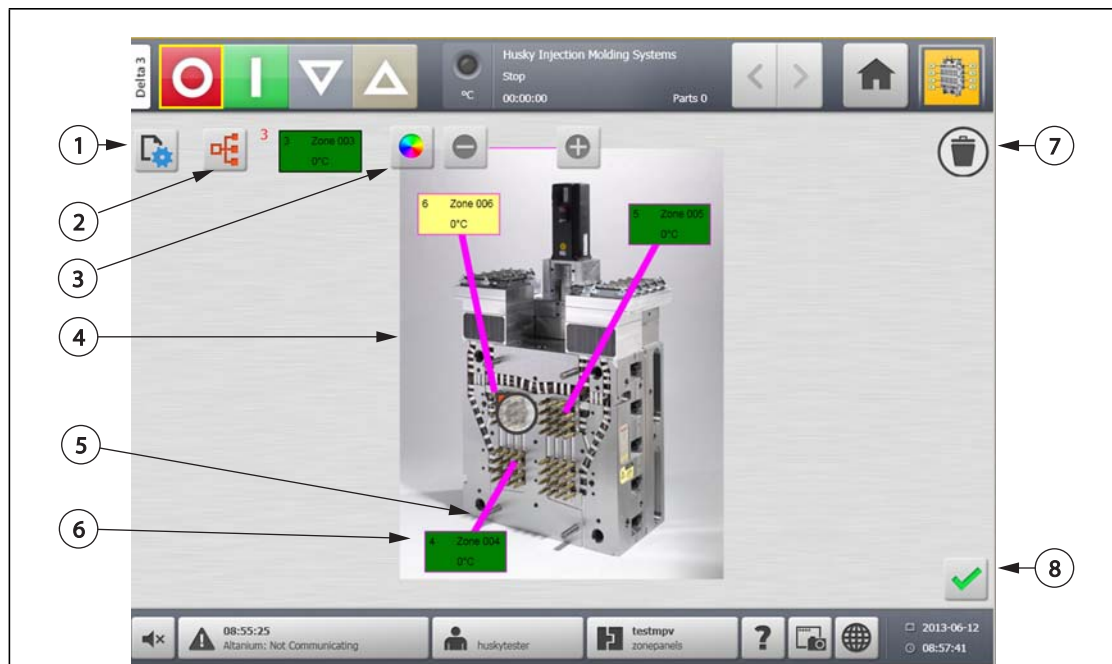 Delta 3
°C
Husky Injection Molding Systems
Stop
00:00:00
Parts 0
1
2
3
4
5
6
7
8
3
3 Zone 003
0°C
6 Zone 006
0°C
5 Zone 005
0°C
4 Zone 004
0°C
08:55:25
Altanium: Not Communicating
huskytester
testmpv
zonepanels
?
2013-06-12
08:57:41